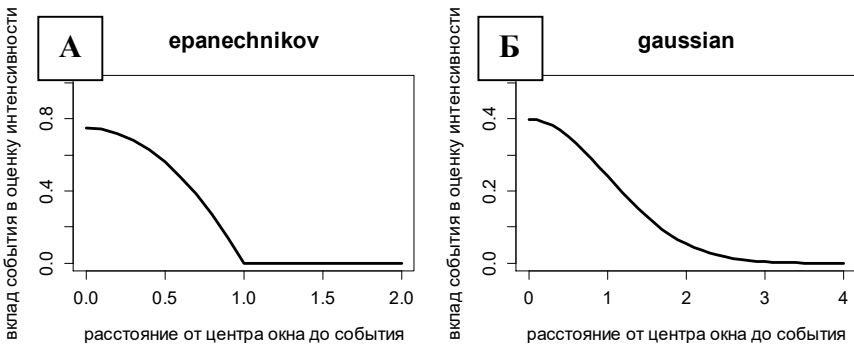 А
epanechnikov
вклад события в оценку интенсивности
0.0 0.4 0.8
0.0 0.5 1.0 1.5 2.0
расстояние от центра окна до события
Б
gaussian
вклад события в оценку интенсивности
0.0 0.2 0.4
0 1 2 3 4
расстояние от центра окна до события